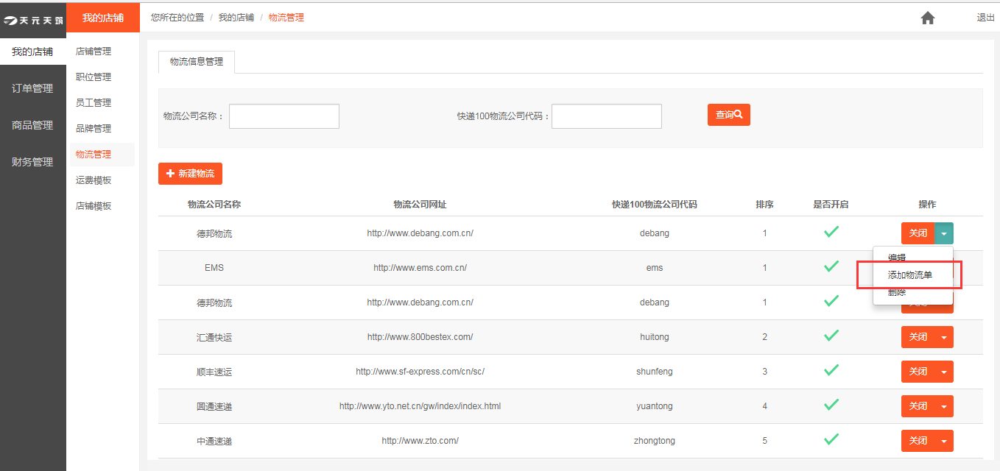 天元天筑
我的店铺
您所在的位置 / 我的店铺 / 物流管理
退出
我的店铺
订单管理
商品管理
财务管理
店铺管理
职位管理
员工管理
品牌管理
物流管理
运费模板
店铺模板
物流信息管理
物流公司名称：
快递100物流公司代码：
查询
新建物流
物流公司名称 物流公司网址 快递100物流公司代码 排序 是否开启 操作
德邦物流 http://www.debang.com.cn/ debang 1 关闭
编辑
添加物流单
删除
EMS http://www.ems.com.cn/ ems 1
德邦物流 http://www.debang.com.cn/ debang 1 关闭
汇通快运 http://www.800bestex.com/ huitong 2 关闭
顺丰速运 http://www.sf-express.com/cn/sc/ shunfeng 3 关闭
圆通速递 http://www.yto.net.cn/gw/index/index.html yuantong 4 关闭
中通速递 http://www.zto.com/ zhongtong 5 关闭